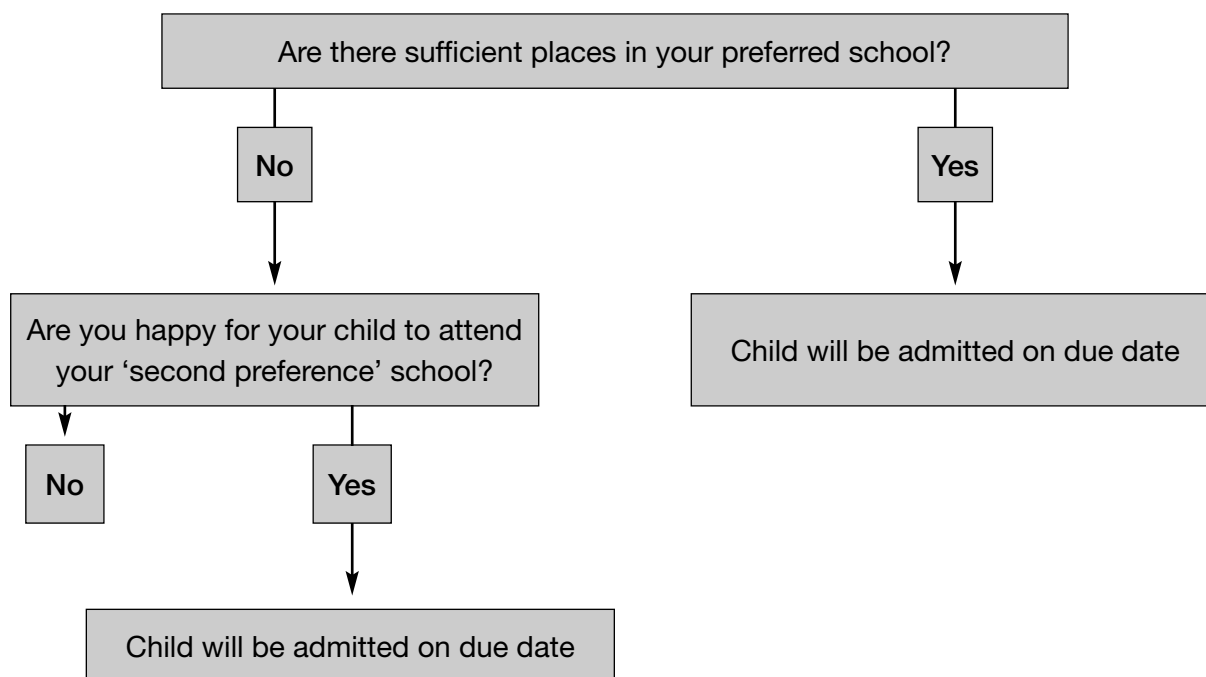 Are there sufficient places in your preferred school?
No
Yes
Are you happy for your child to attend
your ‘second preference’ school?
Child will be admitted on due date
No
Yes
Child will be admitted on due date